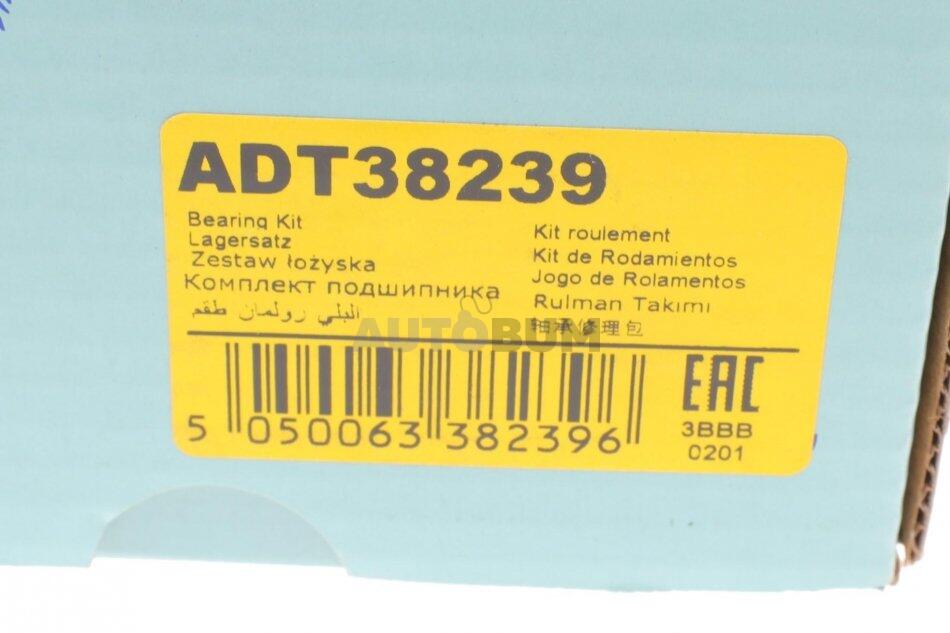 ADT38239
Bearing Kit
Lagersatz
Zestaw łożyska
Комплект подшипника
البلي رولمان طقم
Kit roulement
Kit de Rodamientos
Jogo de Rolamentos
Rulman Takımı
轴承修理包
AUTOBUM
5 050063 382396
EAC
3BBB
0201